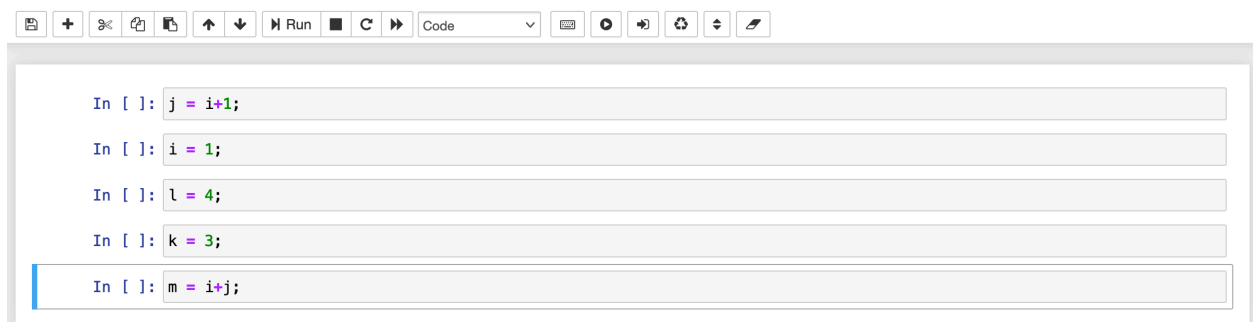 Run Code
In [ ]: j = i+1;
In [ ]: i = 1;
In [ ]: l = 4;
In [ ]: k = 3;
In [ ]: m = i+j;